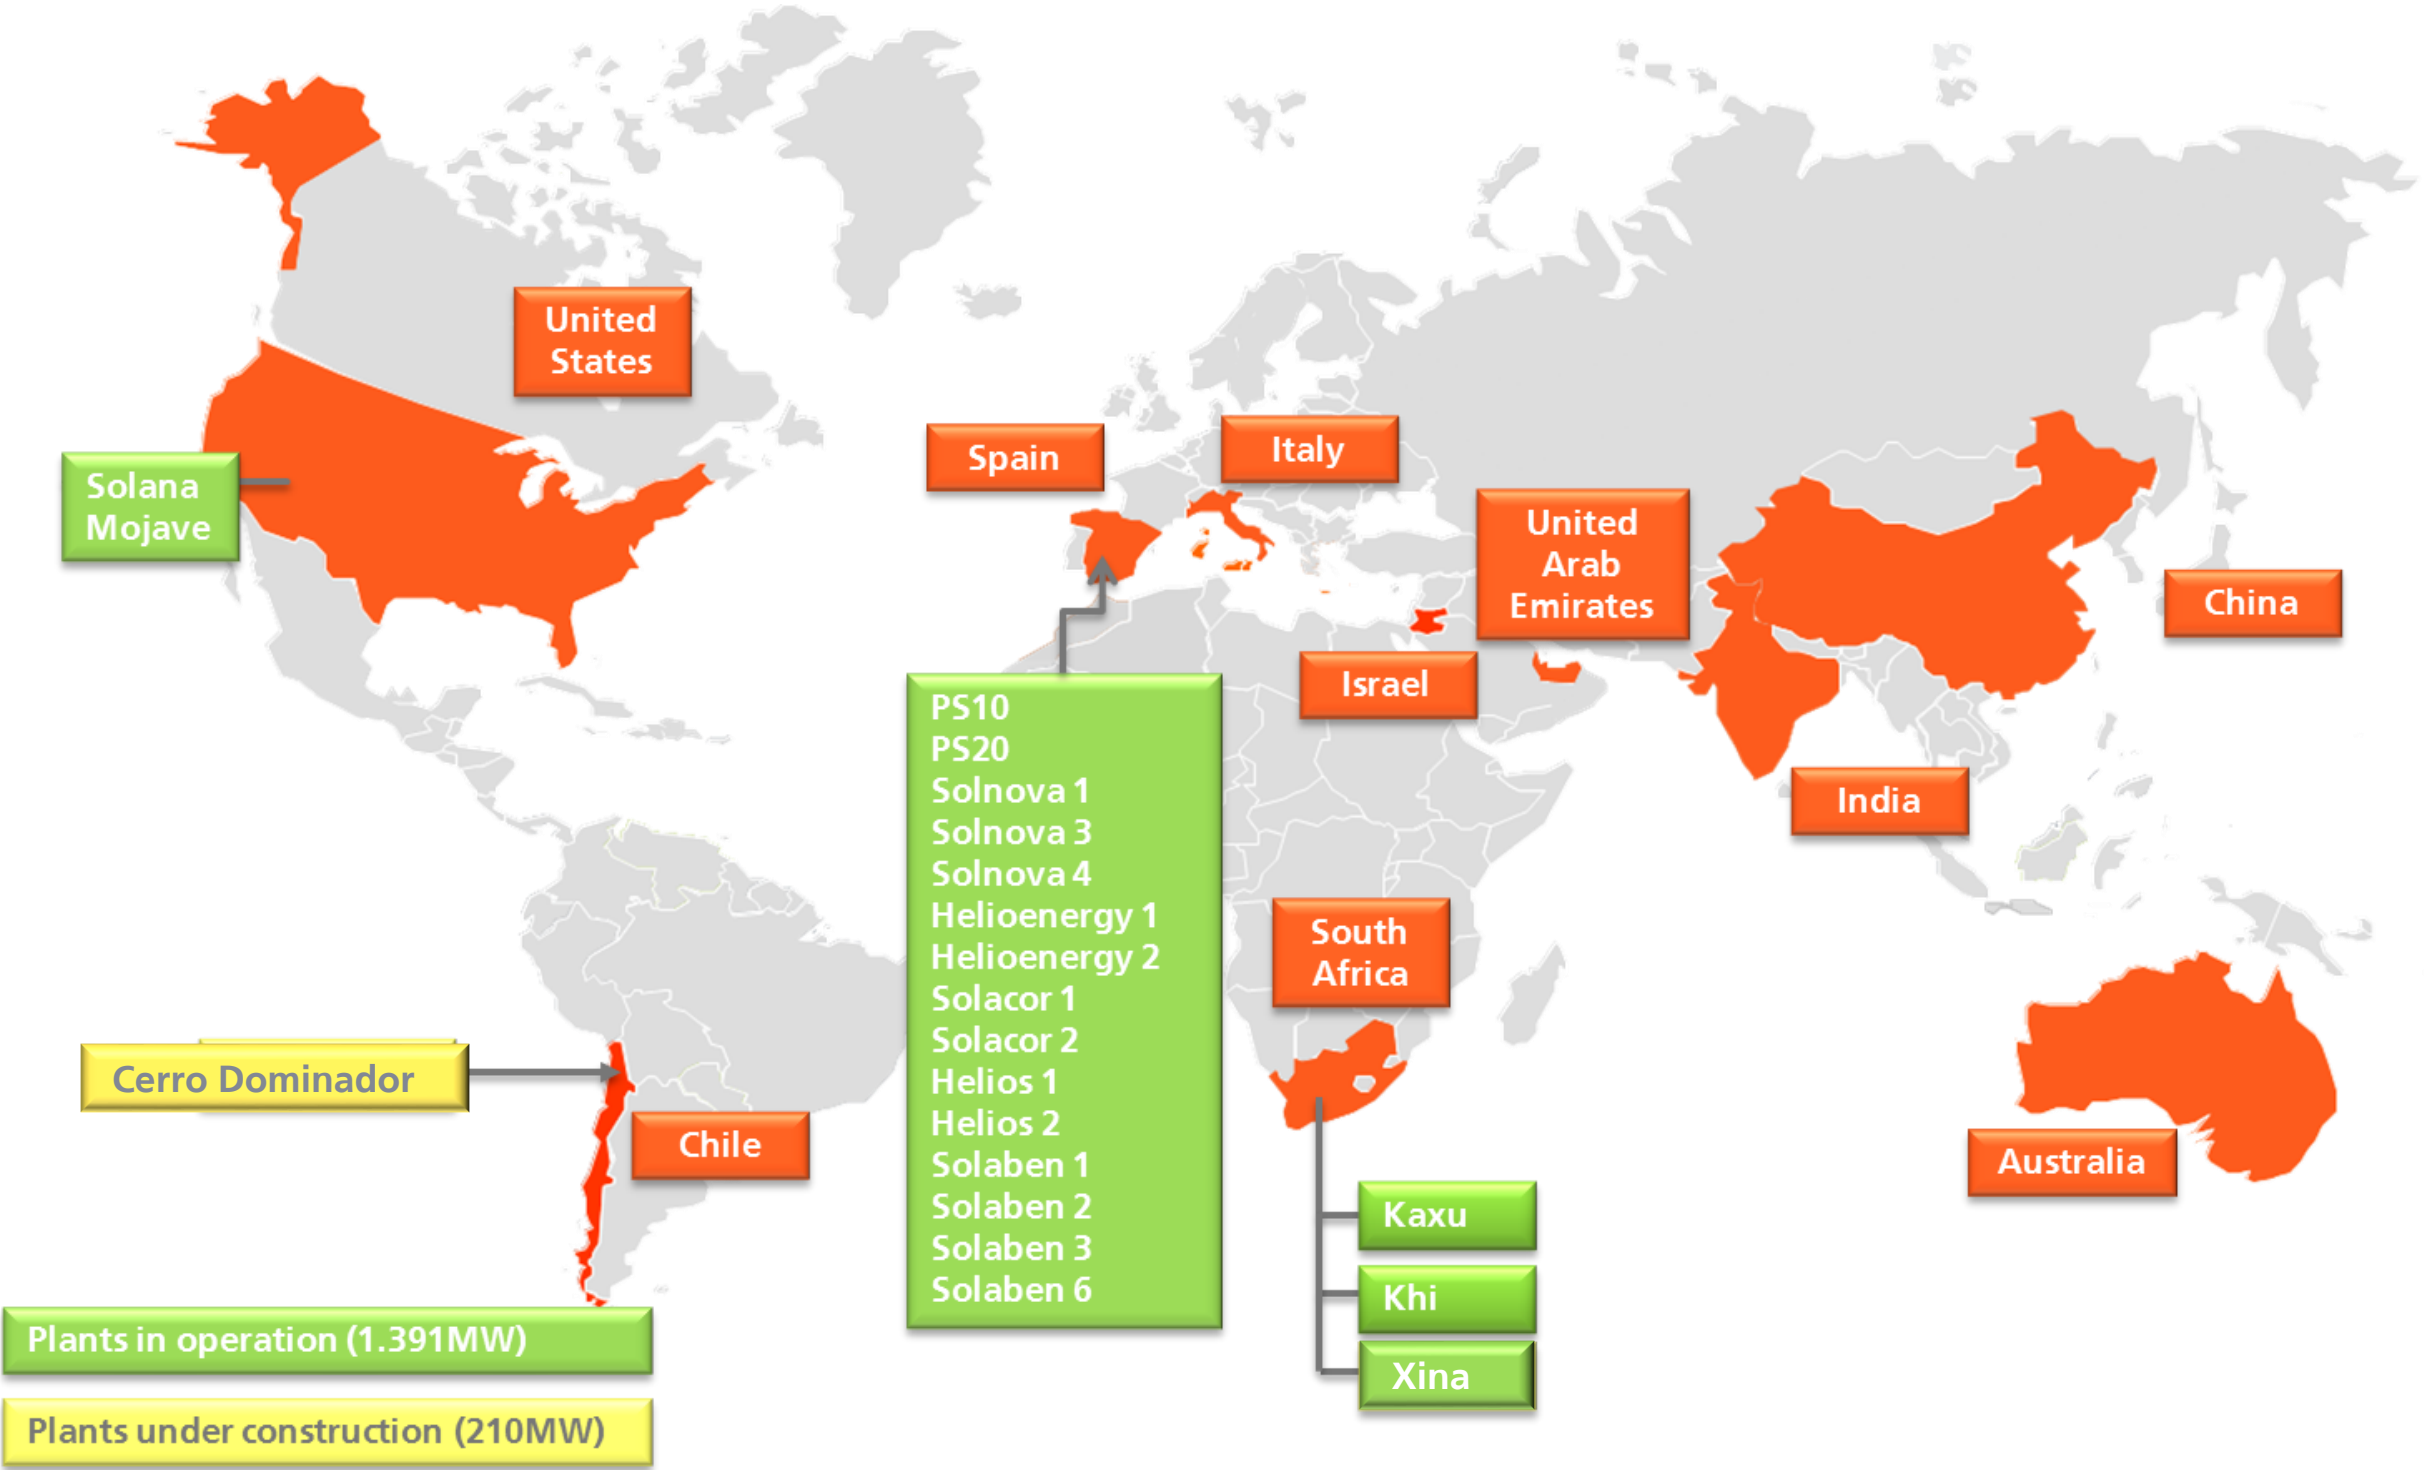 United
States
Solana
Mojave
Spain
Italy
United
Arab
Emirates
China
Israel
India
PS10
PS20
Solnova 1
Solnova 3
Solnova 4
Helioenergy 1
Helioenergy 2
Solacor 1
Solacor 2
Helios 1
Helios 2
Solaben 1
Solaben 2
Solaben 3
Solaben 6
South
Africa
Cerro Dominador
Chile
Australia
Kaxu
Khi
Xina
Plants in operation (1.391MW)
Plants under construction (210MW)